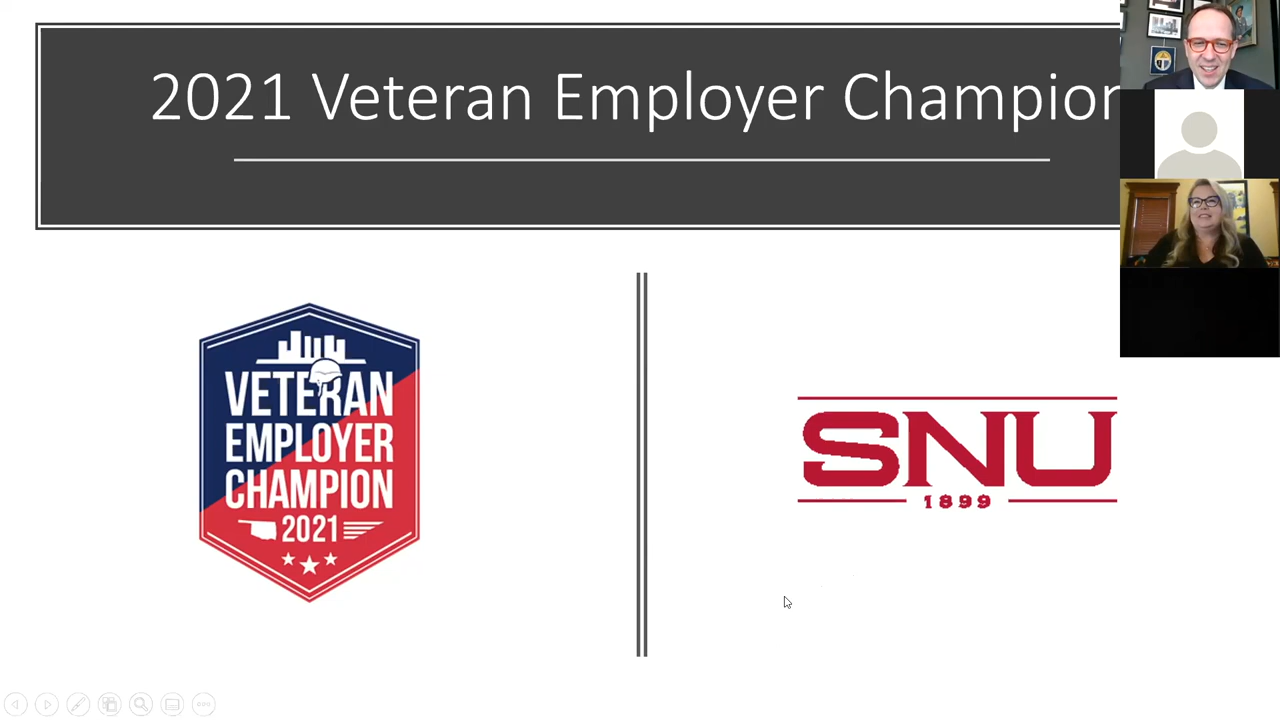 2021 Veteran Employer Champion
VETERAN
EMPLOYER
CHAMPION
2021
SNU
1899